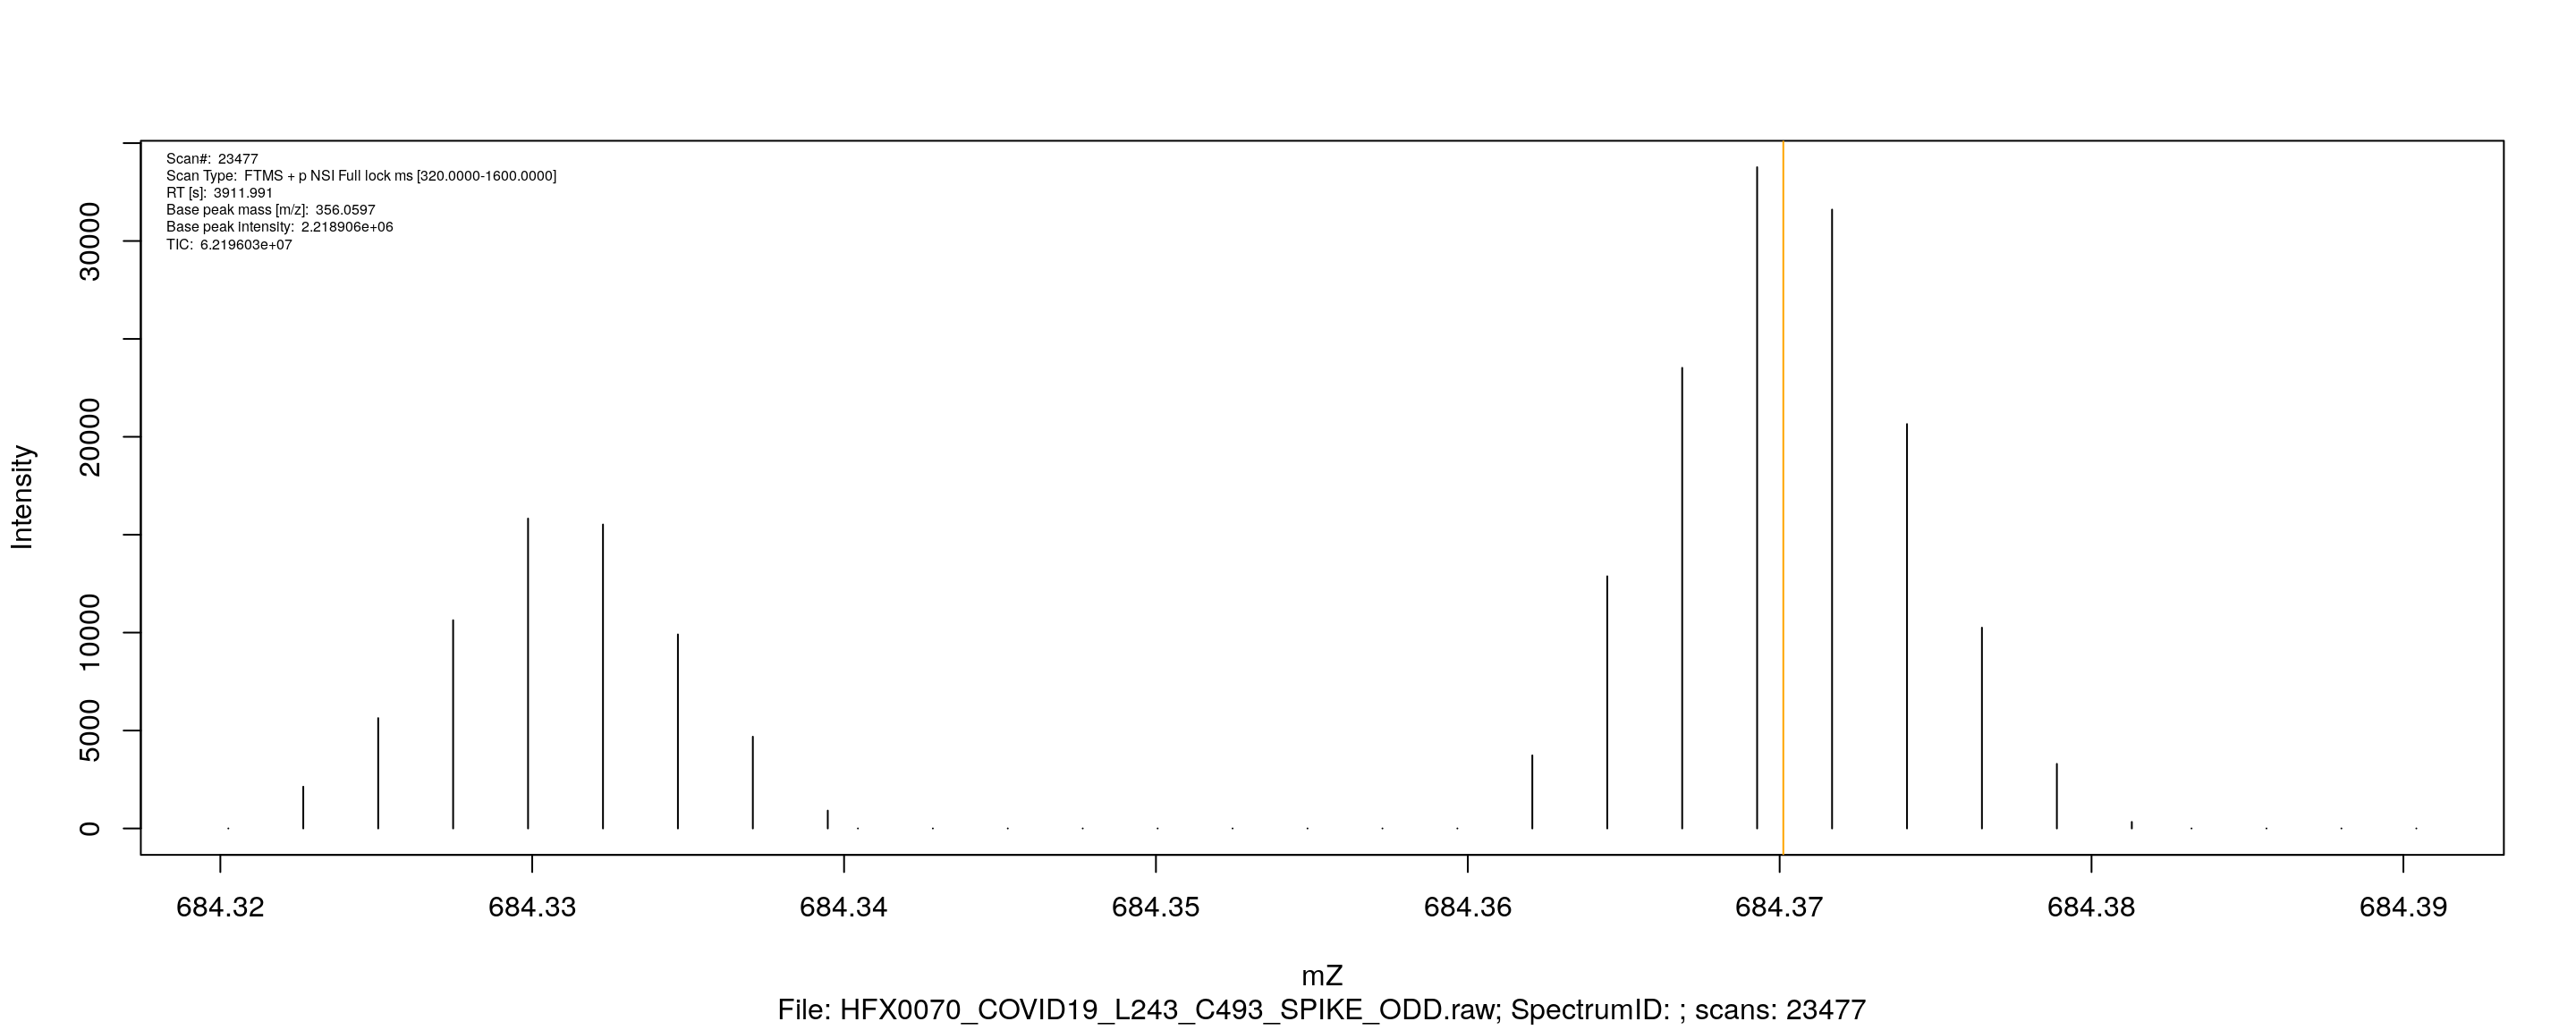 Scan#: 23477
Scan Type: FTMS + p NSI Full lock ms [320.0000-1600.0000]
RT [s]: 3911.991
Base peak mass [m/z]: 356.0597
Base peak intensity: 2.218906e+06
TIC: 6.219603e+07
30000
20000
10000
5000
0
Intensity
684.32 684.33 684.34 684.35 684.36 684.37 684.38 684.39
mZ
File: HFX0070_COVID19_L243_C493_SPIKE_ODD.raw; SpectrumID: ; scans: 23477